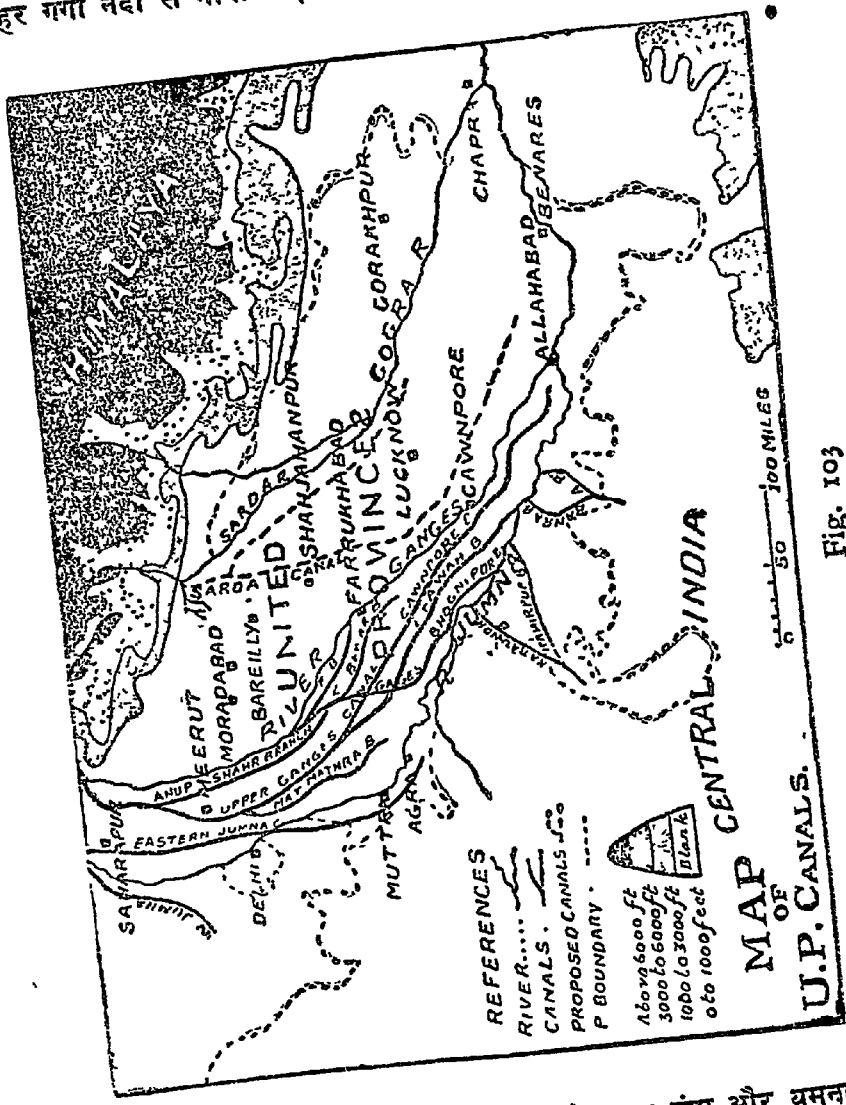 हर गंगा नदी से
HIMALAYA
SAHARANPUR
MEERUT
MORADABAD
BAREILLY
SHAHJAHANPUR
FARRUKHABAD
GORAKHPUR
LUCKNOW
CAWNPORE
CHAPR
ALLAHABAD
BENARES
DELHI
MUTTRA
AGRA
UNITED
PROVINCE
SARDAR
SARDA CANAL
GOGRA R
RIVER GANGES
ANUP SHAHR BRANCH
UPPER GANGES CANAL
MAT MATHRA B
EASTERN JUMNA C
CAWNPORE C
ETAWAH B
BHOGNIPORE
JUMNA
HAMIRPUR B
CENTRAL INDIA
REFERENCES
RIVER....
CANALS.
PROPOSED CANALS
P BOUNDARY.
Above 6000 ft
3000 to 6000 ft
1000 to 3000 ft
0 to 1000 feet
Blank
0 50 100 MILES
MAP
OF
U.P. CANALS.
Fig. 103
और यमुन